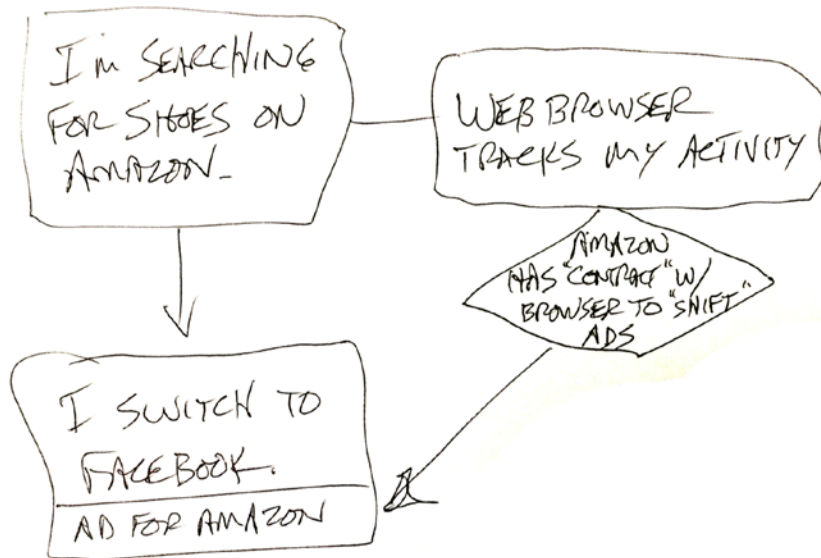 I'm SEARCHING
FOR SHOES ON
AMAZON.
WEB BROWSER
TRACKS MY ACTIVITY
AMAZON
HAS "CONTRACT" W/
BROWSER TO "SHIFT"
ADS
I SWITCH TO
FACEBOOK.
AD FOR AMAZON